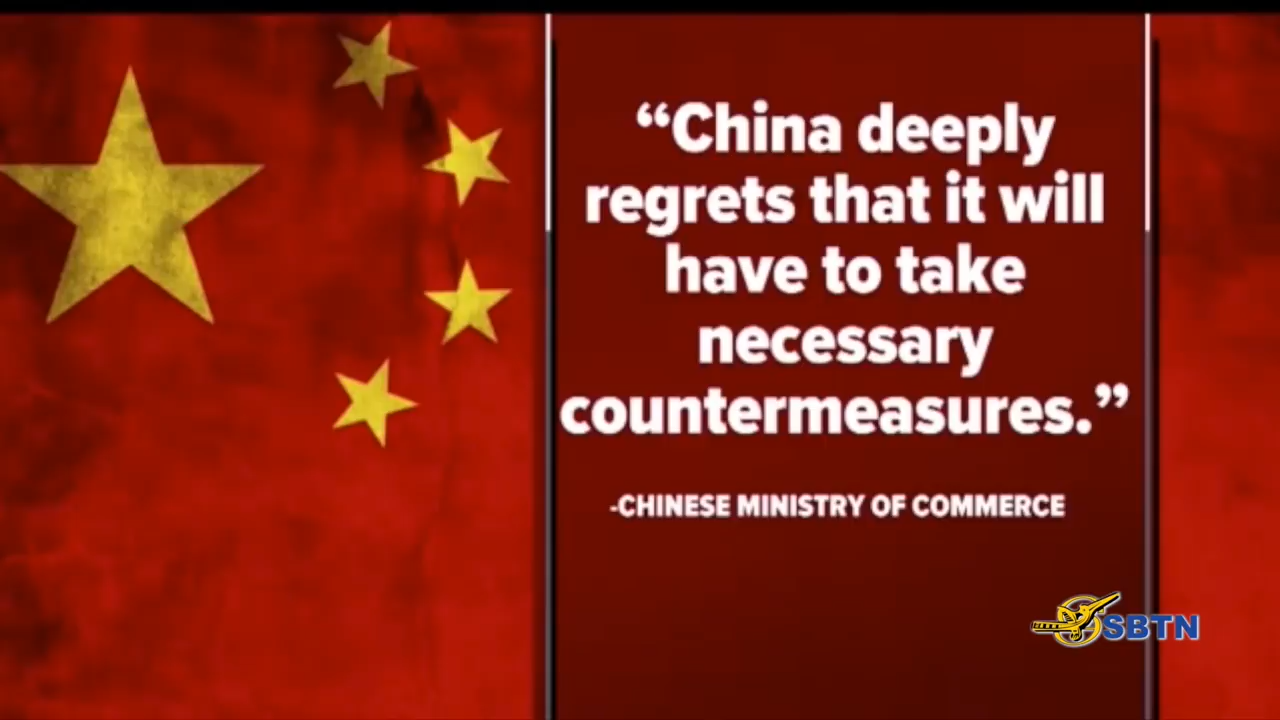 “China deeply
regrets that it will
have to take
necessary
countermeasures.”
-CHINESE MINISTRY OF COMMERCE
SBTN